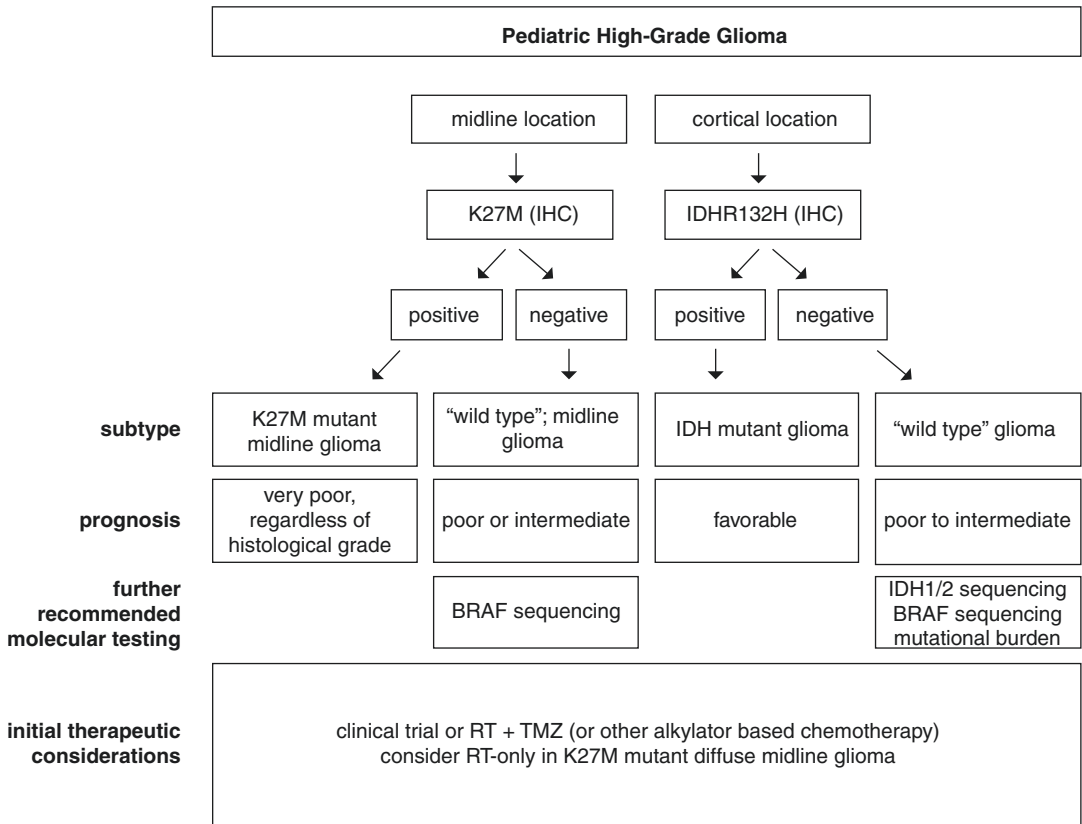 Pediatric High-Grade Glioma
midline location
cortical location
K27M (IHC)
IDHR132H (IHC)
positive
negative
positive
negative
subtype
K27M mutant
midline glioma
“wild type”; midline
glioma
IDH mutant glioma
“wild type” glioma
prognosis
very poor,
regardless of
histological grade
poor or intermediate
favorable
poor to intermediate
further
recommended
molecular testing
BRAF sequencing
IDH1/2 sequencing
BRAF sequencing
mutational burden
initial therapeutic
considerations
clinical trial or RT + TMZ (or other alkylator based chemotherapy)
consider RT-only in K27M mutant diffuse midline glioma